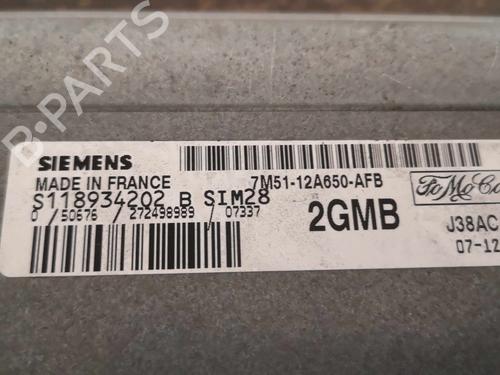 B-PARTS
SIEMENS
MADE IN FRANCE
7M51-12A650-AFB
S118934202 B SIM28
0 / 50676 / 272498989 / 07337
2GMB
FoMoCo
J38AC
07-12